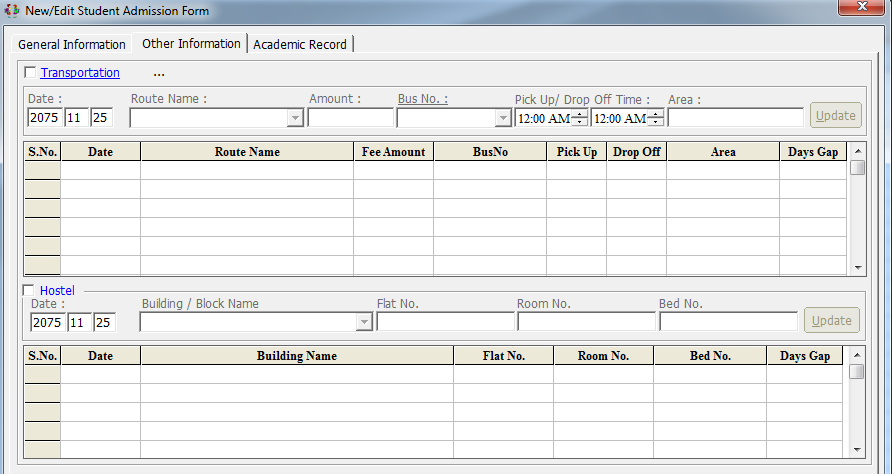 New/Edit Student Admission Form
General Information Other Information Academic Record
Transportation ...
Date : Route Name : Amount : Bus No. : Pick Up/ Drop Off Time : Area :
2075 11 25 12:00 AM 12:00 AM Update
S.No. Date Route Name Fee Amount BusNo Pick Up Drop Off Area Days Gap
Hostel
Date : Building / Block Name Flat No. Room No. Bed No.
2075 11 25 Update
S.No. Date Building Name Flat No. Room No. Bed No. Days Gap